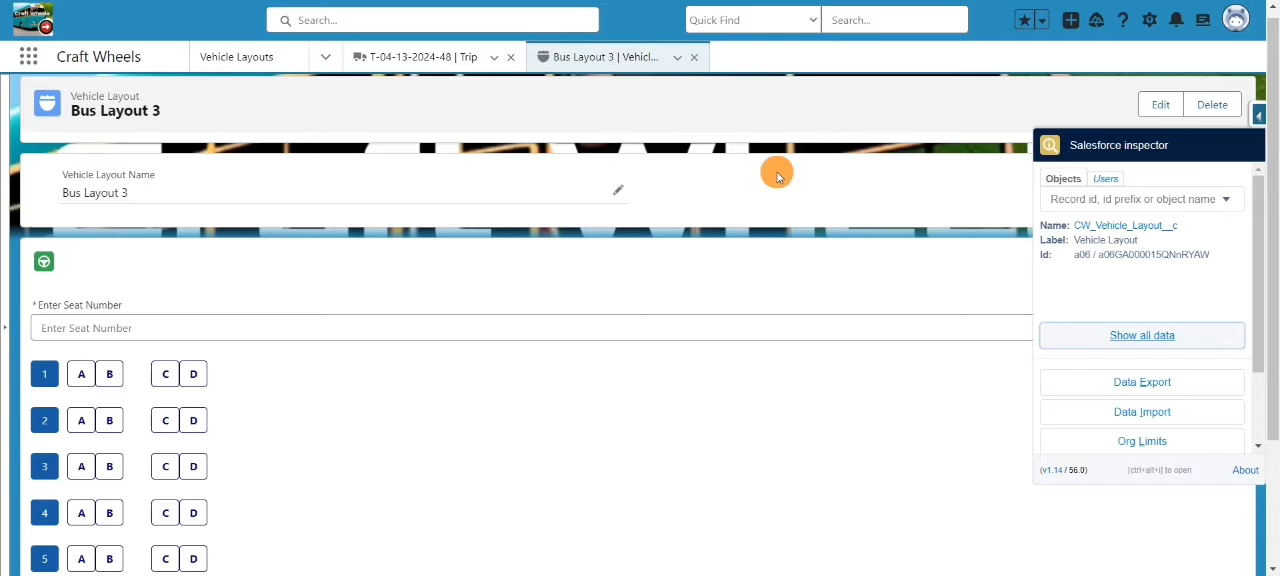 Craft Wheels
Search...
Quick Find
Search...
Craft Wheels
Vehicle Layouts
T-04-13-2024-48 | Trip
Bus Layout 3 | Vehicl...
Vehicle Layout
Bus Layout 3
Edit
Delete
Salesforce inspector
Vehicle Layout Name
Bus Layout 3
Objects
Users
Record id, id prefix or object name
Name: CW_Vehicle_Layout__c
Label: Vehicle Layout
Id: a06 / a06GA000015QNnRYAW
* Enter Seat Number
Enter Seat Number
Show all data
1 A B C D
Data Export
2 A B C D
Data Import
Org Limits
3 A B C D
(v1.14 / 56.0)
[ctrl+alt+i] to open
About
4 A B C D
5 A B C D